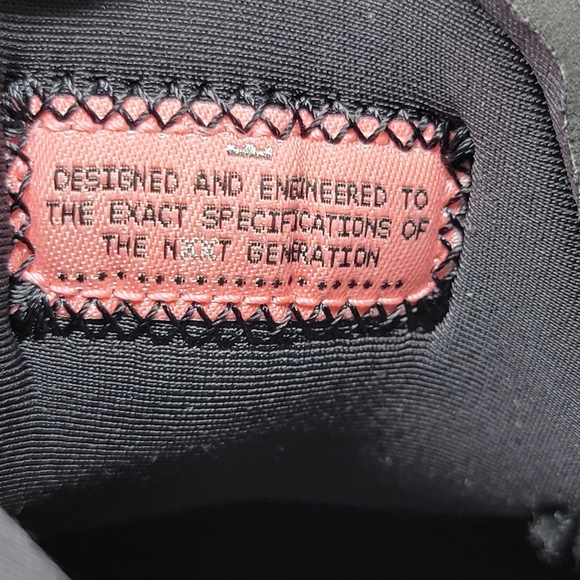 DESIGNED AND ENGINEERED TO
THE EXACT SPECIFICATIONS OF
THE NXXT GENERATION